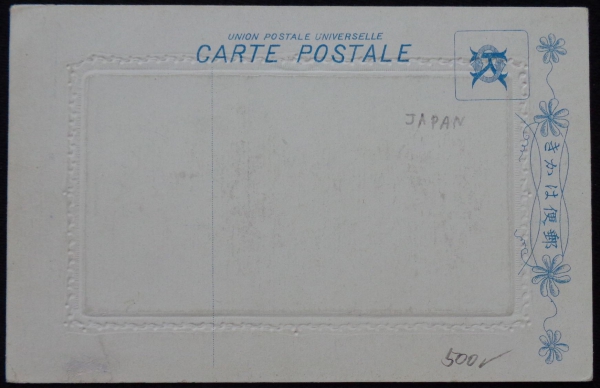 UNION POSTALE UNIVERSELLE
CARTE POSTALE
JAPAN
きかは便郵
500